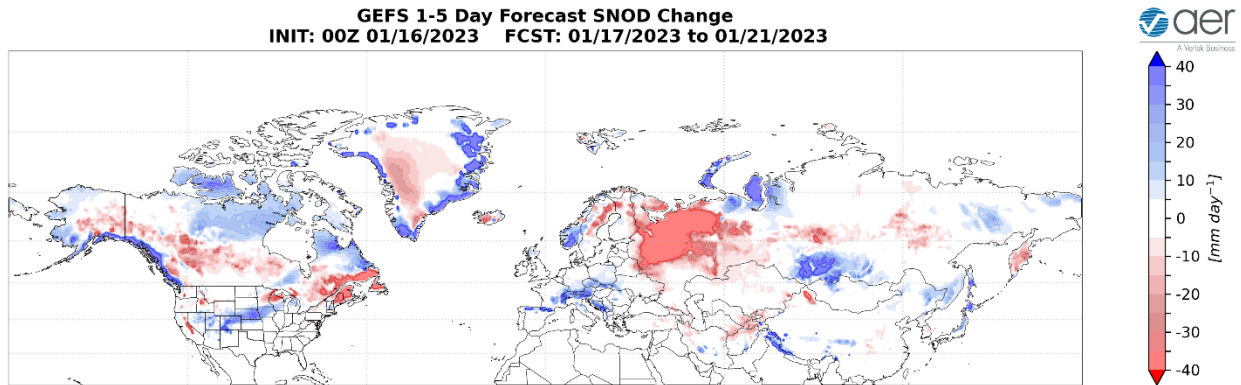 GEFS 1-5 Day Forecast SNOD Change
INIT: 00Z 01/16/2023    FCST: 01/17/2023 to 01/21/2023
aer
A Verisk Business
40
30
20
10
0
-10
-20
-30
-40
[mm day⁻¹]